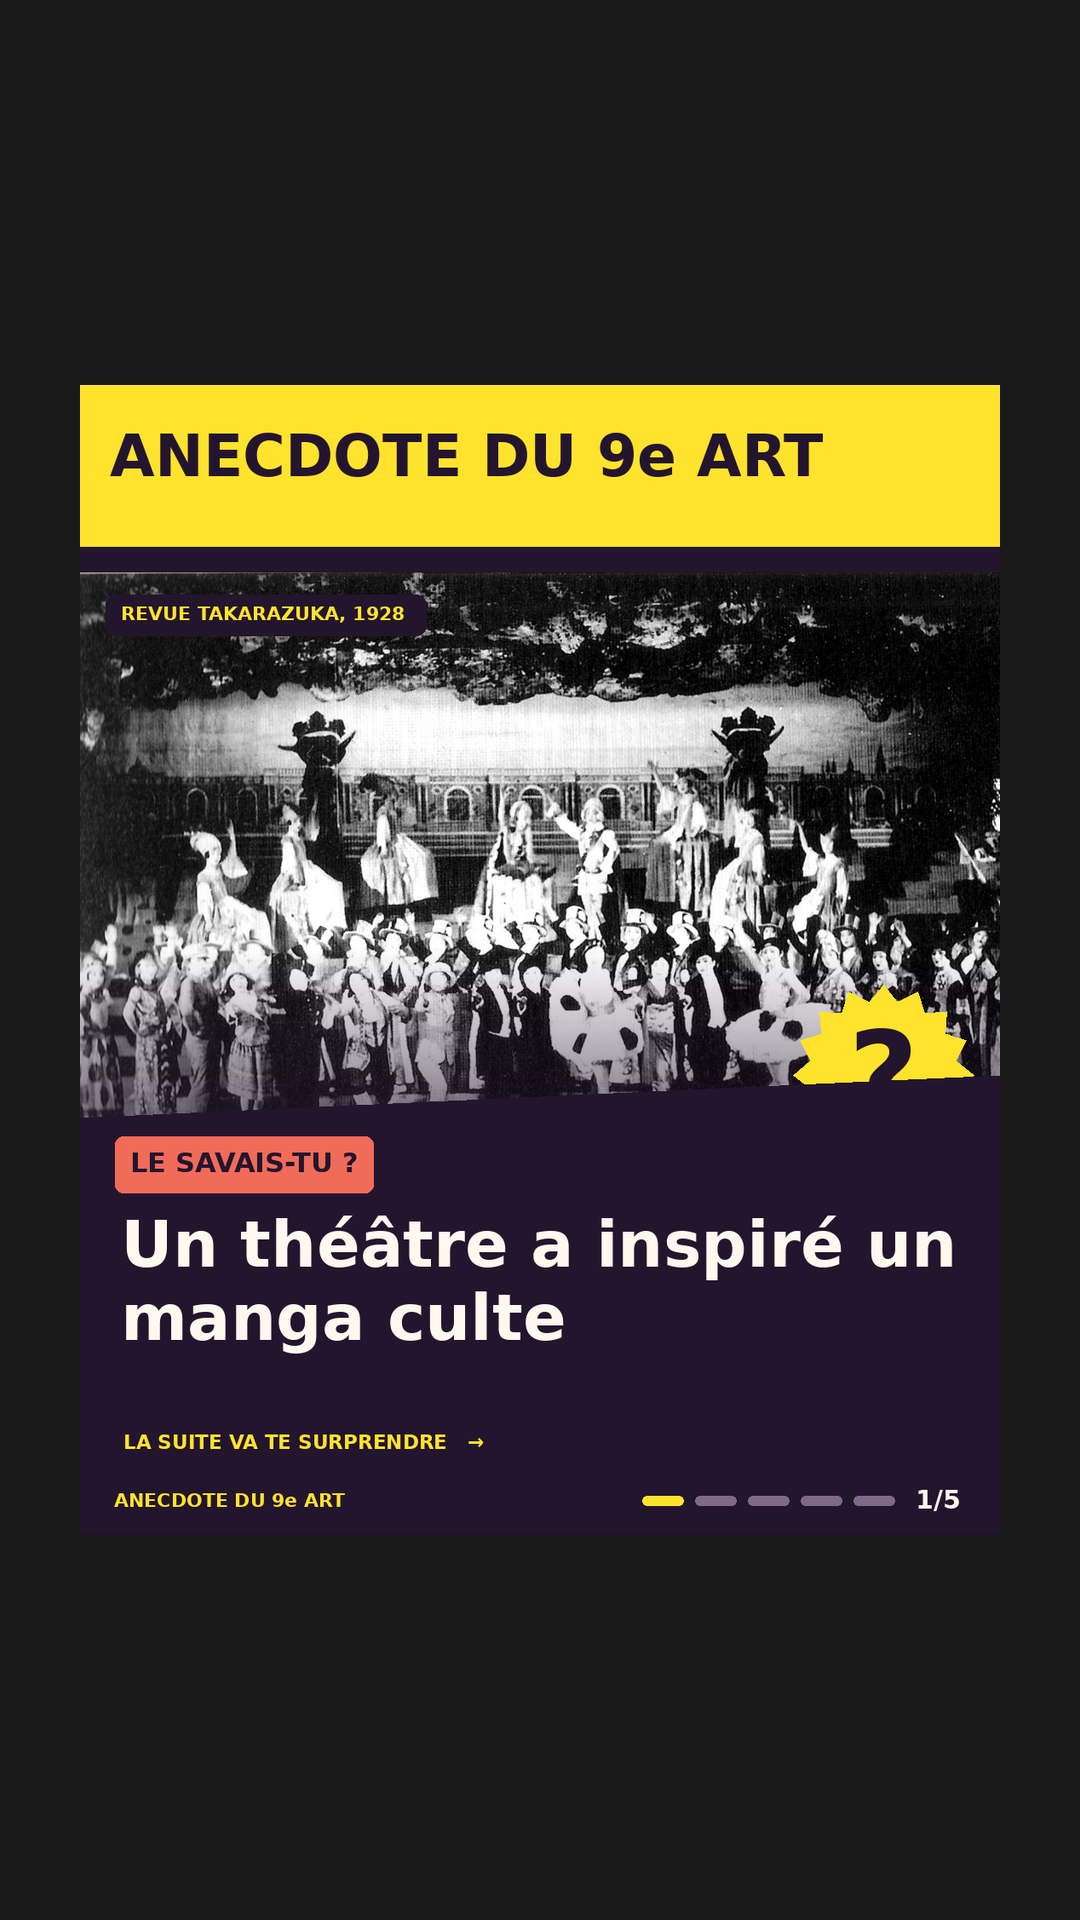 ANECDOTE DU 9e ART
REVUE TAKARAZUKA, 1928
?
LE SAVAIS-TU ?
Un théâtre a inspiré un
manga culte
LA SUITE VA TE SURPRENDRE →
ANECDOTE DU 9e ART
1/5